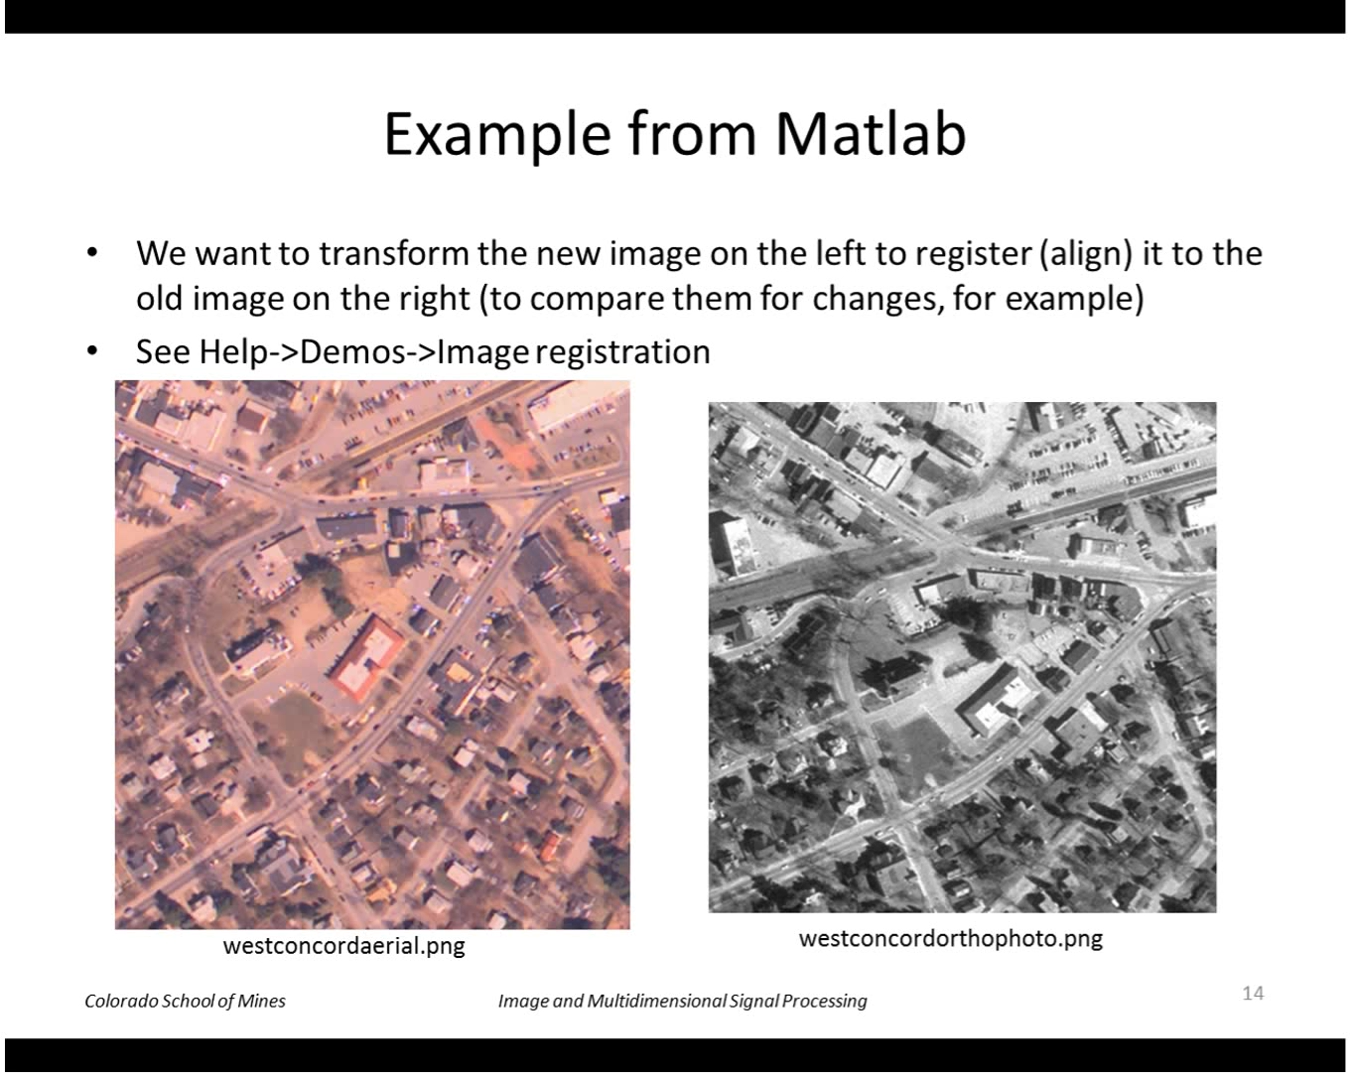 Example from Matlab
• We want to transform the new image on the left to register (align) it to the
old image on the right (to compare them for changes, for example)
• See Help->Demos->Image registration
westconcordaerial.png
westconcordorthophoto.png
Colorado School of Mines
Image and Multidimensional Signal Processing
14